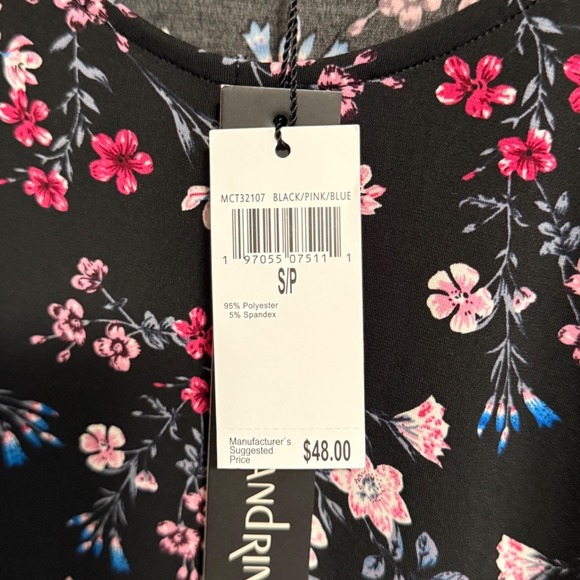 MCT32107 BLACK/PINK/BLUE
1 97055 07511 1
S/P
95% Polyester
5% Spandex
Manufacturer's
Suggested
Price
$48.00